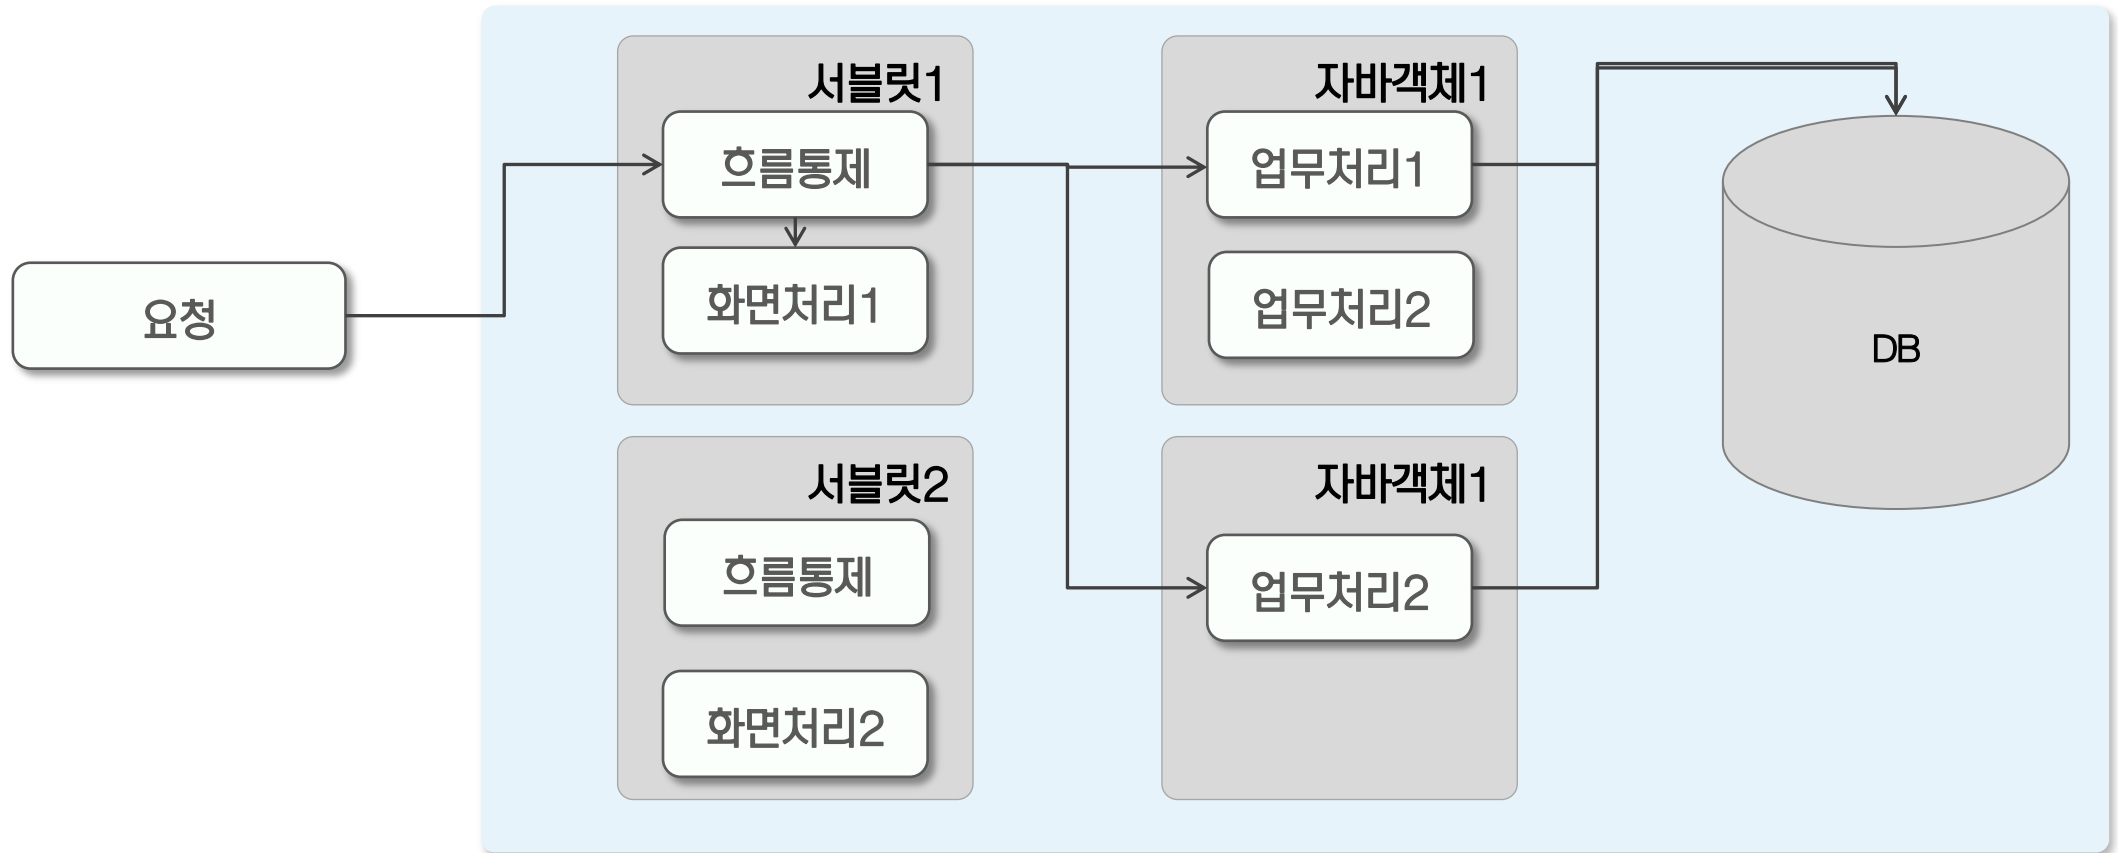 요청
서블릿1
흐름통제
화면처리1
서블릿2
흐름통제
화면처리2
자바객체1
업무처리1
업무처리2
자바객체1
업무처리2
DB